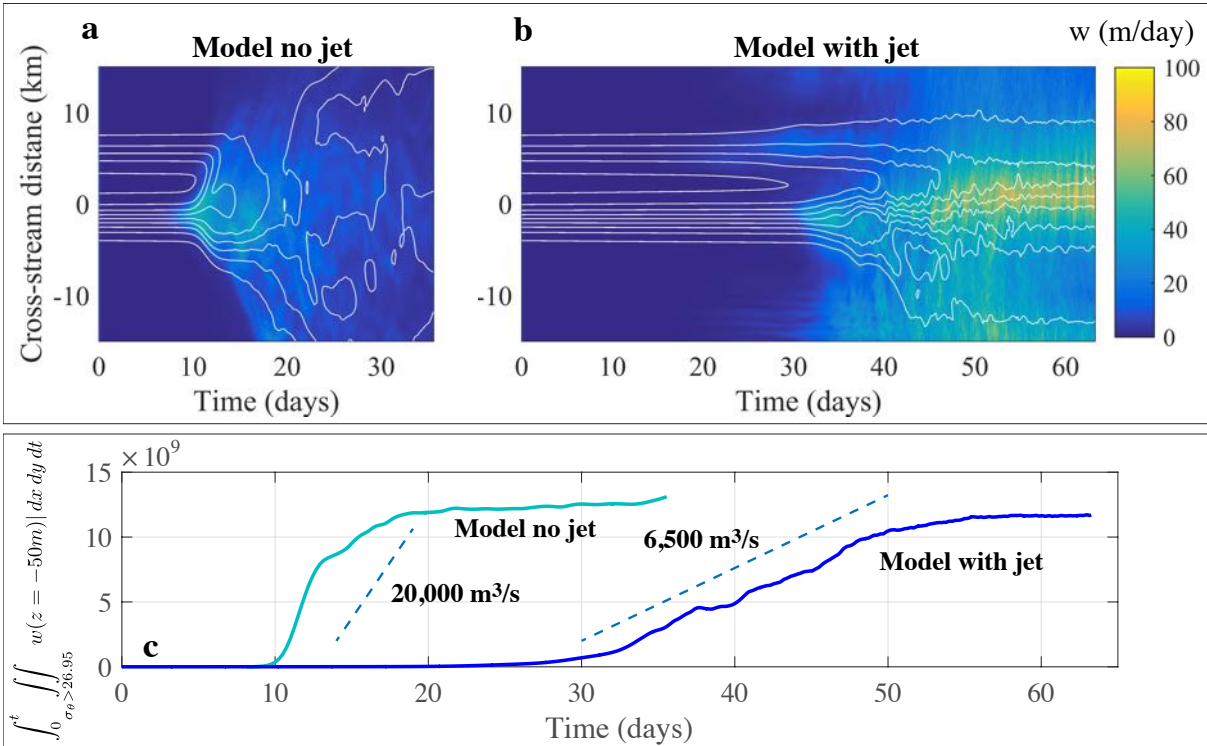 a
Model no jet
b
Model with jet
w (m/day)
Cross-stream distane (km)
10
0
-10
0
10
20
30
Time (days)
10
0
-10
0
10
20
30
40
50
60
Time (days)
100
80
60
40
20
0
∫₀ᵗ ∬_{σθ>26.95} w(z = −50m)| dx dy dt
× 10⁹
15
10
5
0
Model no jet
20,000 m³/s
6,500 m³/s
Model with jet
c
0
10
20
30
40
50
60
Time (days)